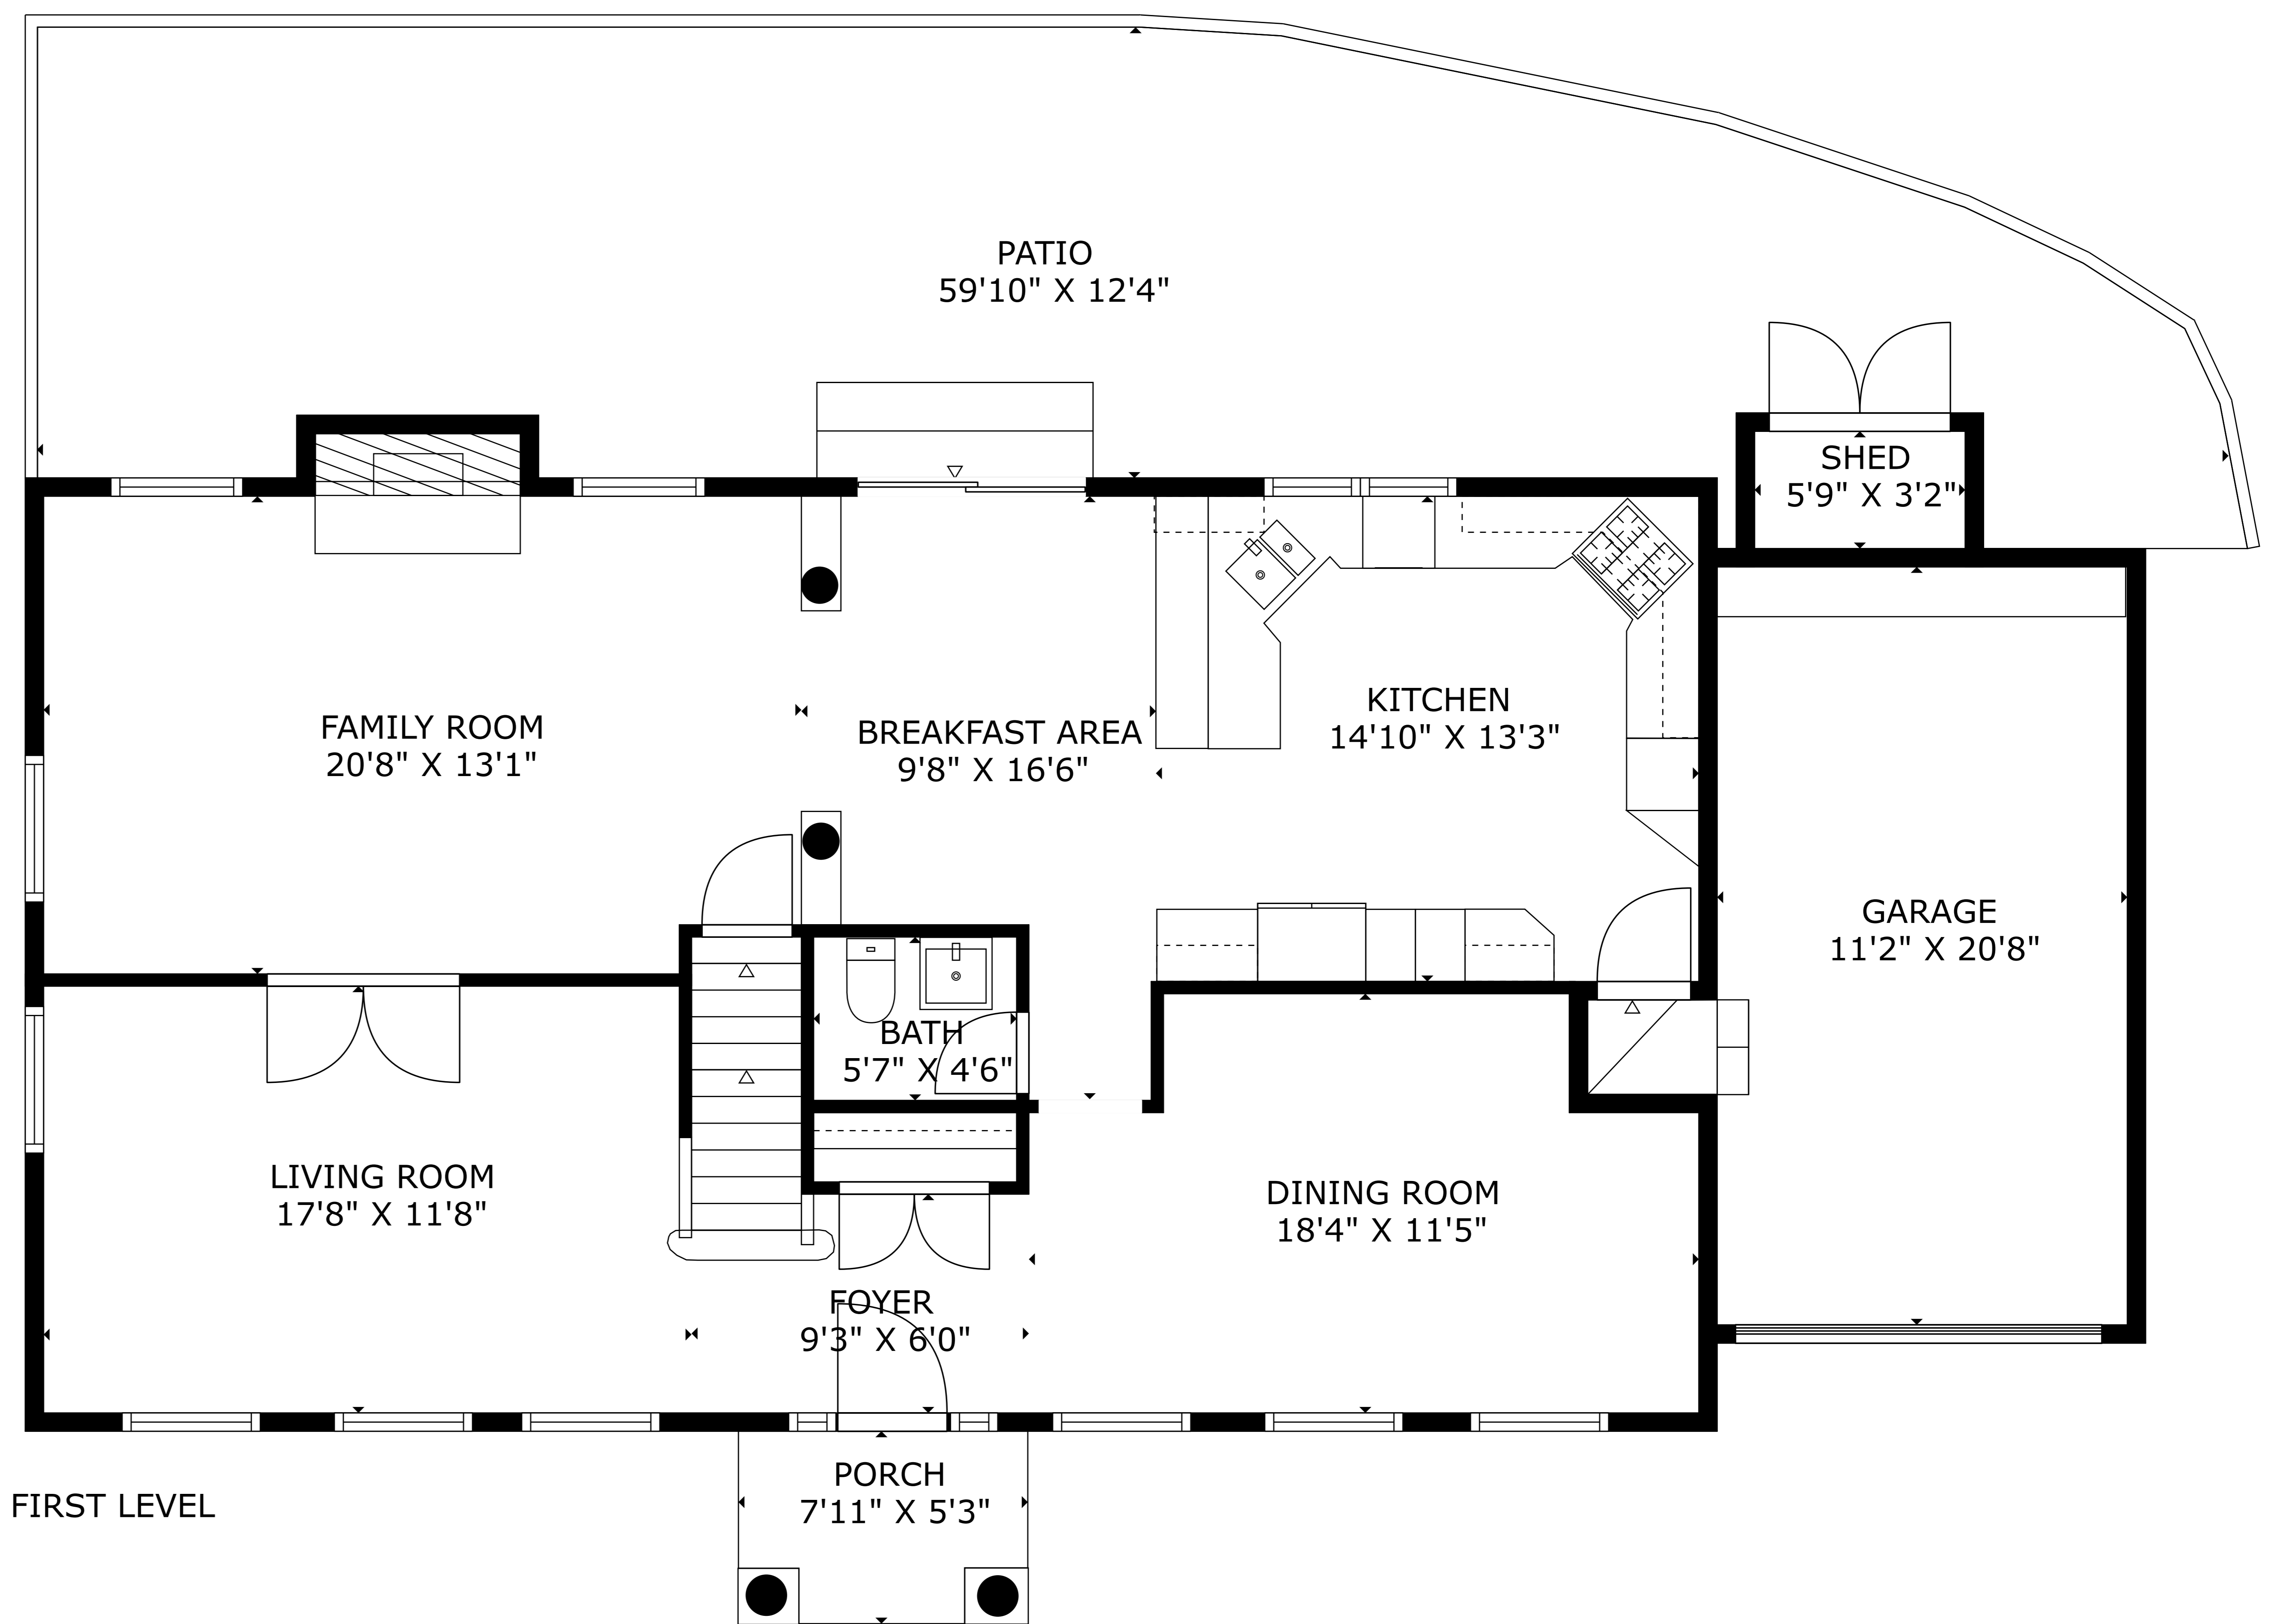 PATIO
59'10" X 12'4"
SHED
5'9" X 3'2"
FAMILY ROOM
20'8" X 13'1"
BREAKFAST AREA
9'8" X 16'6"
KITCHEN
14'10" X 13'3"
GARAGE
11'2" X 20'8"
BATH
5'7" X 4'6"
LIVING ROOM
17'8" X 11'8"
DINING ROOM
18'4" X 11'5"
FOYER
9'3" X 6'0"
PORCH
7'11" X 5'3"
FIRST LEVEL